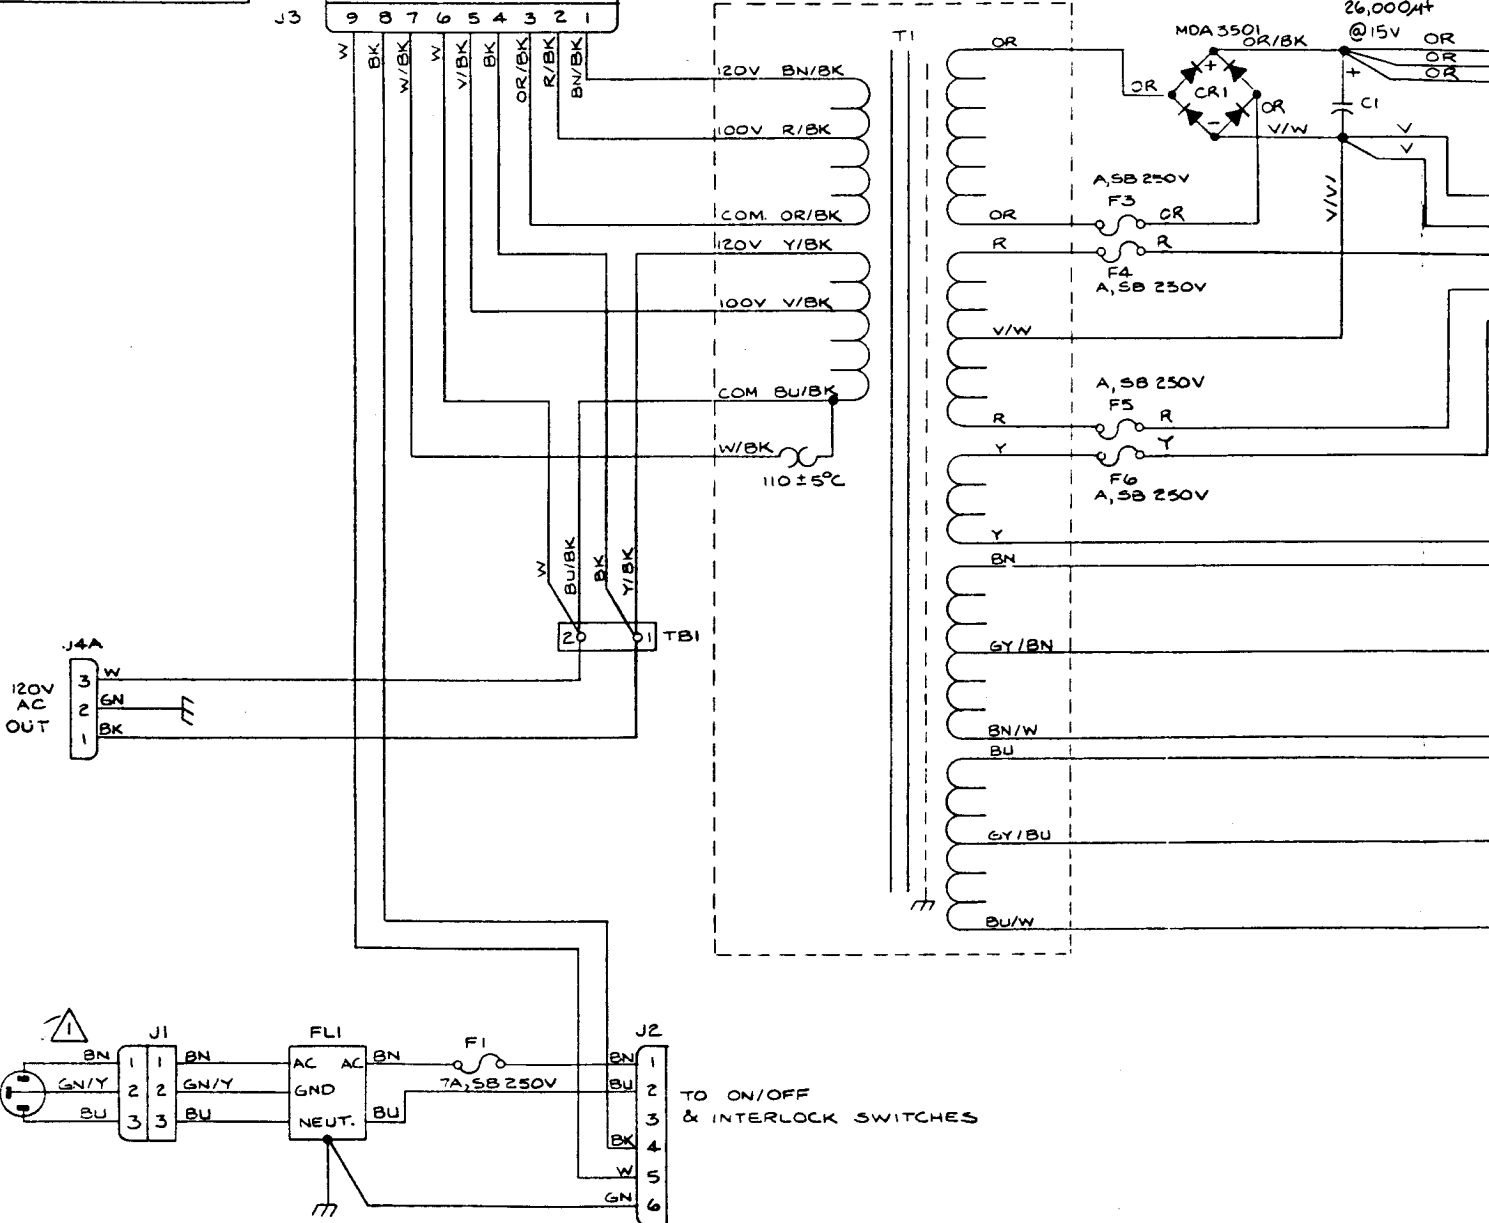 26,000μf
@15V
J3 9 8 7 6 5 4 3 2 1
W BK W/BK W V/BK BK OR/BK R/BK BN/BK
T1
MDA3501
OR/BK
OR
OR
OR
OR
120V BN/BK
OR
CR1
+
-
OR
+
C1
100V R/BK
V/W
V
V
A,SB 250V
F3
COM. OR/BK
OR
OR
120V Y/BK
R
R
F4
A,SB 250V
100V V/BK
V/W
A,SB 250V
F5
COM BU/BK
R
R
W/BK
110±5°C
Y
Y
F6
A,SB 250V
Y
W BU/BK BK Y/BK
BN
2 1 TB1
J4A
GY/BN
3 W
120V
AC
OUT
2 GN
1 BK
BN/W
BU
GY/BU
BU/W
1
J1
FL1
F1
J2
BN 1 1 BN AC AC BN BN 1
7A,SB 250V
GN/Y 2 2 GN/Y GND BU 2
BU 3 3 BU NEUT. BU 3
TO ON/OFF
& INTERLOCK SWITCHES
BK 4
W 5
GN 6